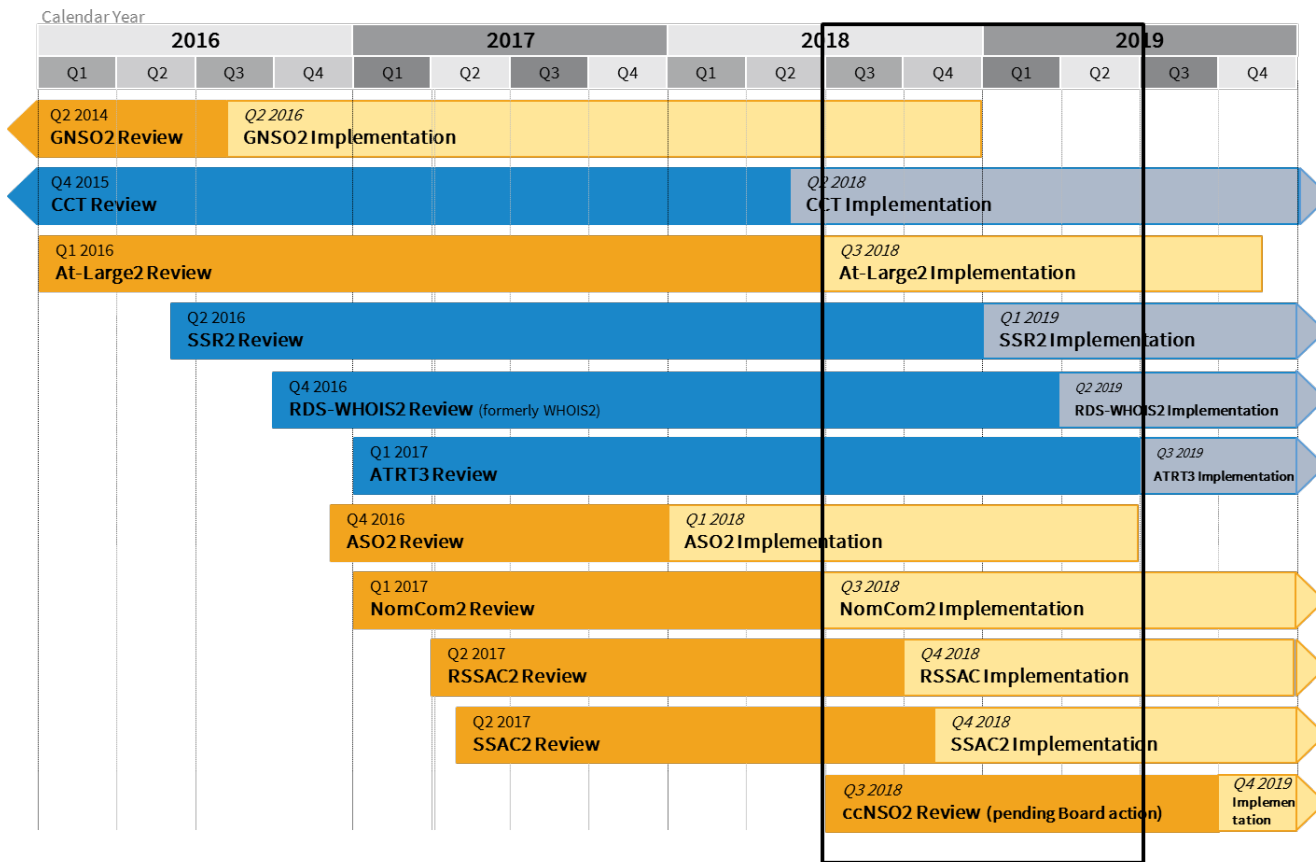 Calendar Year
2016 2017 2018 2019
Q1 Q2 Q3 Q4 Q1 Q2 Q3 Q4 Q1 Q2 Q3 Q4 Q1 Q2 Q3 Q4
Q2 2014 Q2 2016
GNSO2 Review GNSO2 Implementation
Q4 2015 Q2 2018
CCT Review CCT Implementation
Q1 2016 Q3 2018
At-Large2 Review At-Large2 Implementation
Q2 2016 Q1 2019
SSR2 Review SSR2 Implementation
Q4 2016 Q2 2019
RDS-WHOIS2 Review (formerly WHOIS2) RDS-WHOIS2 Implementation
Q1 2017 Q3 2019
ATRT3 Review ATRT3 Implementation
Q4 2016 Q1 2018
ASO2 Review ASO2 Implementation
Q1 2017 Q3 2018
NomCom2 Review NomCom2 Implementation
Q2 2017 Q4 2018
RSSAC2 Review RSSAC Implementation
Q2 2017 Q4 2018
SSAC2 Review SSAC2 Implementation
Q3 2018 Q4 2019
ccNSO2 Review (pending Board action) Implemen
tation